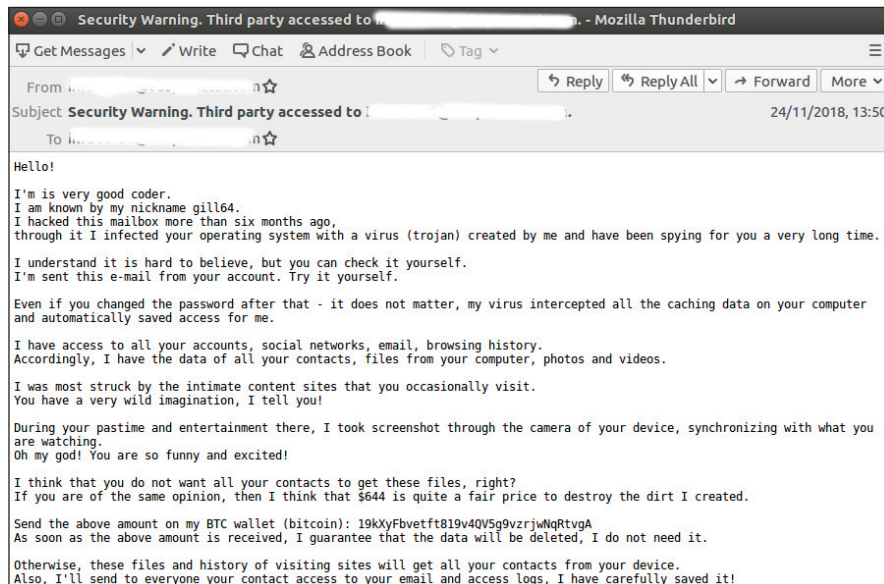 Security Warning. Third party accessed to . - Mozilla Thunderbird
Get Messages Write Chat Address Book Tag
From Reply Reply All Forward More
Subject Security Warning. Third party accessed to . 24/11/2018, 13:50
To
Hello!
I'm is very good coder.
I am known by my nickname gill64.
I hacked this mailbox more than six months ago,
through it I infected your operating system with a virus (trojan) created by me and have been spying for you a very long time.
I understand it is hard to believe, but you can check it yourself.
I'm sent this e-mail from your account. Try it yourself.
Even if you changed the password after that - it does not matter, my virus intercepted all the caching data on your computer
and automatically saved access for me.
I have access to all your accounts, social networks, email, browsing history.
Accordingly, I have the data of all your contacts, files from your computer, photos and videos.
I was most struck by the intimate content sites that you occasionally visit.
You have a very wild imagination, I tell you!
During your pastime and entertainment there, I took screenshot through the camera of your device, synchronizing with what you
are watching.
Oh my god! You are so funny and excited!
I think that you do not want all your contacts to get these files, right?
If you are of the same opinion, then I think that $644 is quite a fair price to destroy the dirt I created.
Send the above amount on my BTC wallet (bitcoin): 19kXyFbvetft819v4QV5g9vzrjwNqRtvgA
As soon as the above amount is received, I guarantee that the data will be deleted, I do not need it.
Otherwise, these files and history of visiting sites will get all your contacts from your device.
Also, I'll send to everyone your contact access to your email and access logs, I have carefully saved it!